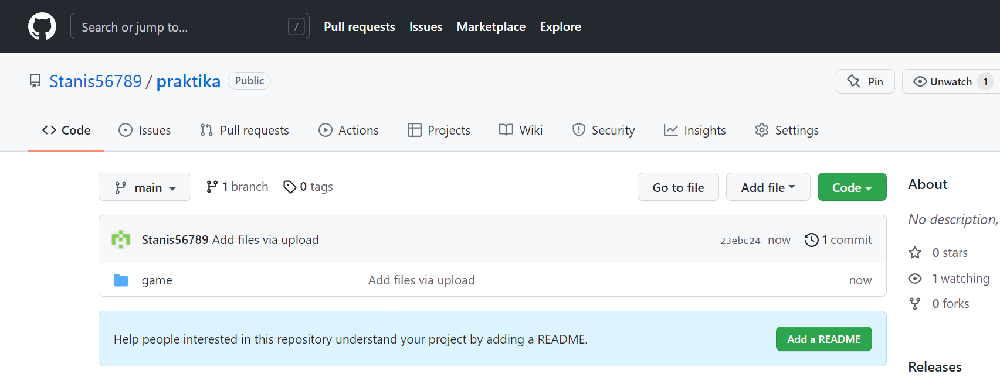 Search or jump to... /
Pull requests Issues Marketplace Explore
Stanis56789 / praktika Public
Pin Unwatch 1
Code Issues Pull requests Actions Projects Wiki Security Insights Settings
main 1 branch 0 tags
Go to file Add file Code
Stanis56789 Add files via upload 23ebc24 now 1 commit
game Add files via upload now
Help people interested in this repository understand your project by adding a README.
Add a README
About
No description,
0 stars
1 watching
0 forks
Releases